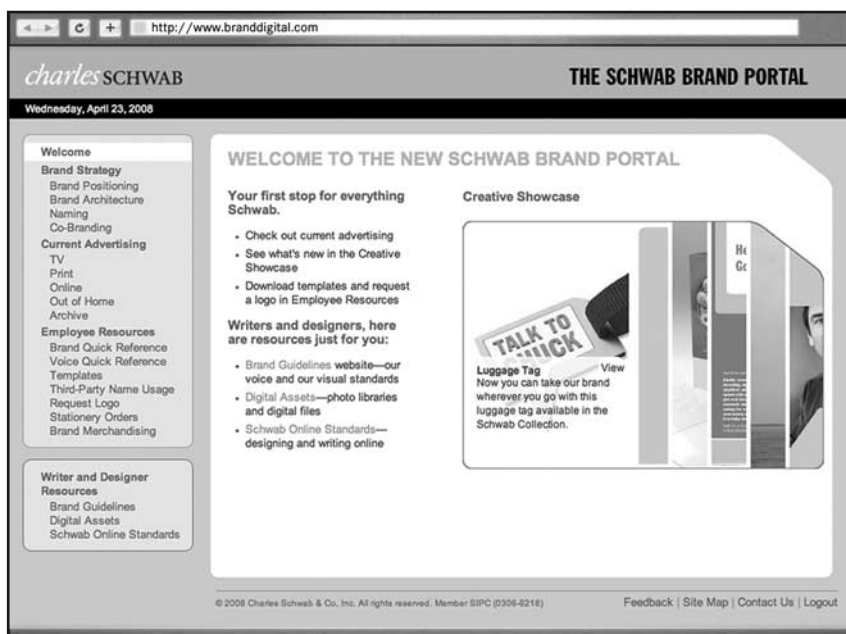 http://www.branddigital.com
charles SCHWAB
THE SCHWAB BRAND PORTAL
Wednesday, April 23, 2008
Welcome
Brand Strategy
Brand Positioning
Brand Architecture
Naming
Co-Branding
Current Advertising
TV
Print
Online
Out of Home
Archive
Employee Resources
Brand Quick Reference
Voice Quick Reference
Templates
Third-Party Name Usage
Request Logo
Stationery Orders
Brand Merchandising
Writer and Designer
Resources
Brand Guidelines
Digital Assets
Schwab Online Standards
WELCOME TO THE NEW SCHWAB BRAND PORTAL
Your first stop for everything
Schwab.
• Check out current advertising
• See what's new in the Creative
Showcase
• Download templates and request
a logo in Employee Resources
Writers and designers, here
are resources just for you:
• Brand Guidelines website—our
voice and our visual standards
• Digital Assets—photo libraries
and digital files
• Schwab Online Standards—
designing and writing online
Creative Showcase
TALK TO
CHUCK
Luggage Tag
View
Now you can take our brand
wherever you go with this
luggage tag available in the
Schwab Collection.
© 2008 Charles Schwab & Co, Inc. All rights reserved. Member SIPC (0306-8218)
Feedback | Site Map | Contact Us | Logout